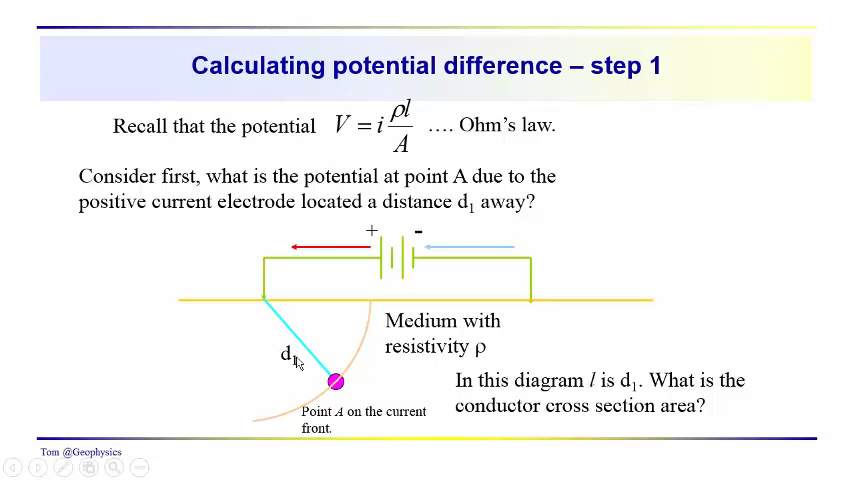 Calculating potential difference – step 1
Recall that the potential V = i ρl/A …. Ohm's law.
Consider first, what is the potential at point A due to the
positive current electrode located a distance d₁ away?
+ -
Medium with
resistivity ρ
d₁
In this diagram l is d₁. What is the
conductor cross section area?
Point A on the current
front.
Tom @Geophysics